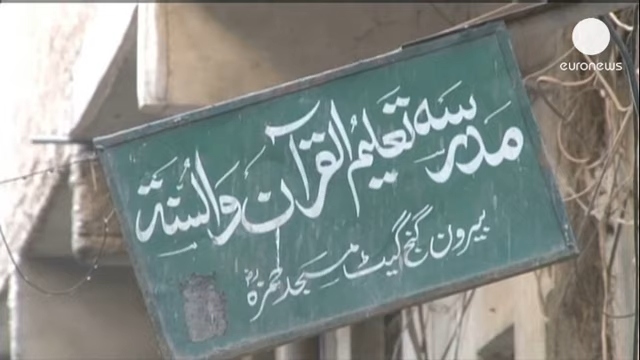 euronews
مدرسہ تعلیم القرآن والسنۃ
بیرون گنج گیٹ مسجد حمزہؓ